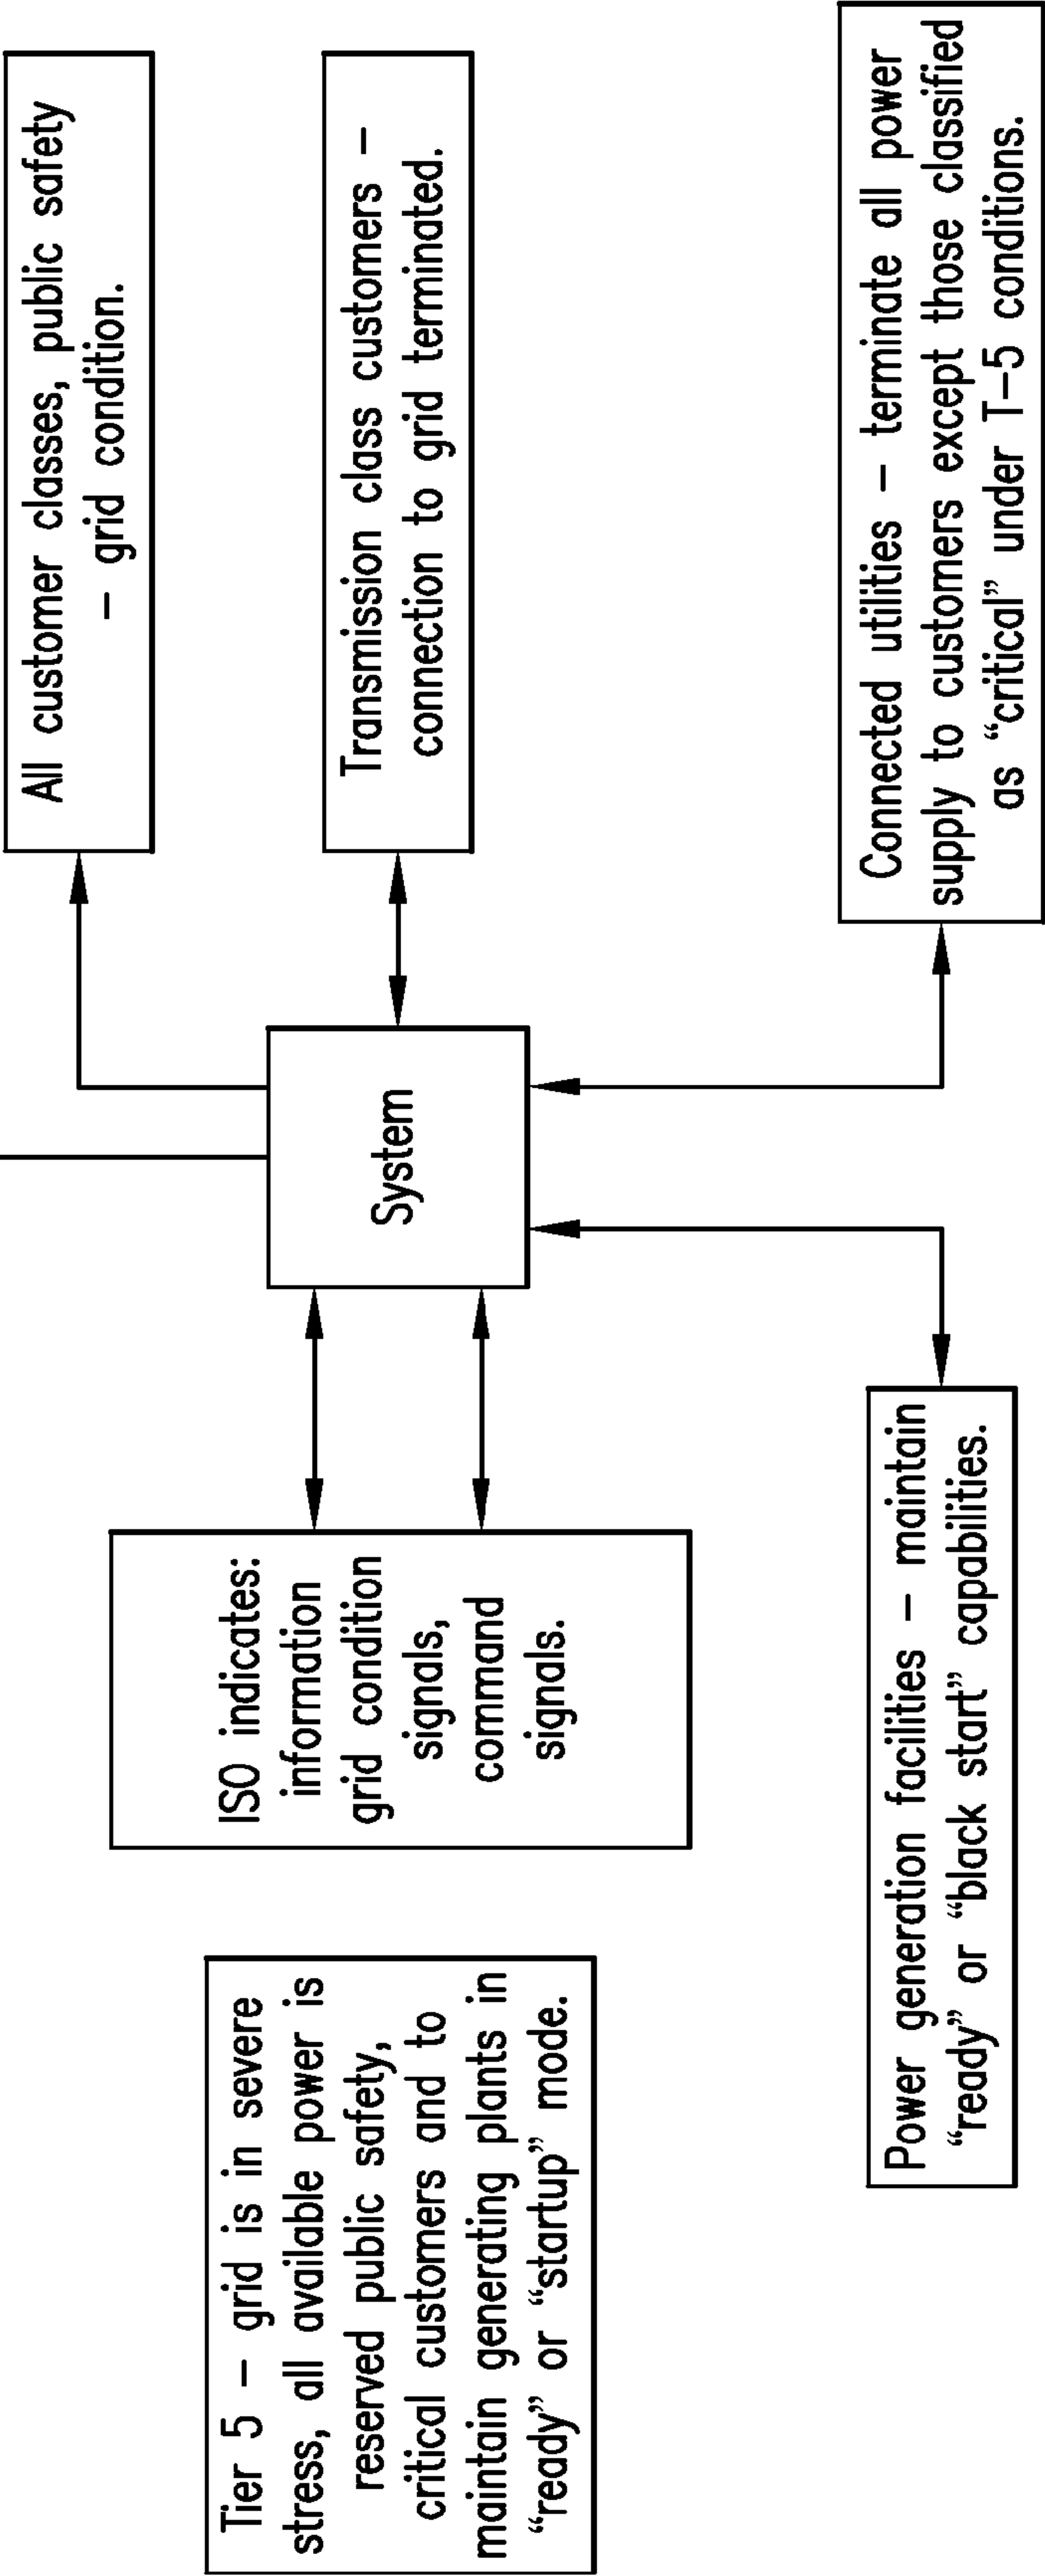 Tier 5 – grid is in severe
stress, all available power is
reserved public safety,
critical customers and to
maintain generating plants in
“ready” or “startup” mode.
ISO indicates:
information
grid condition
signals,
command
signals.
System
All customer classes, public safety
– grid condition.
Transmission class customers –
connection to grid terminated.
Power generation facilities – maintain
“ready” or “black start” capabilities.
Connected utilities – terminate all power
supply to customers except those classified
as “critical” under T–5 conditions.